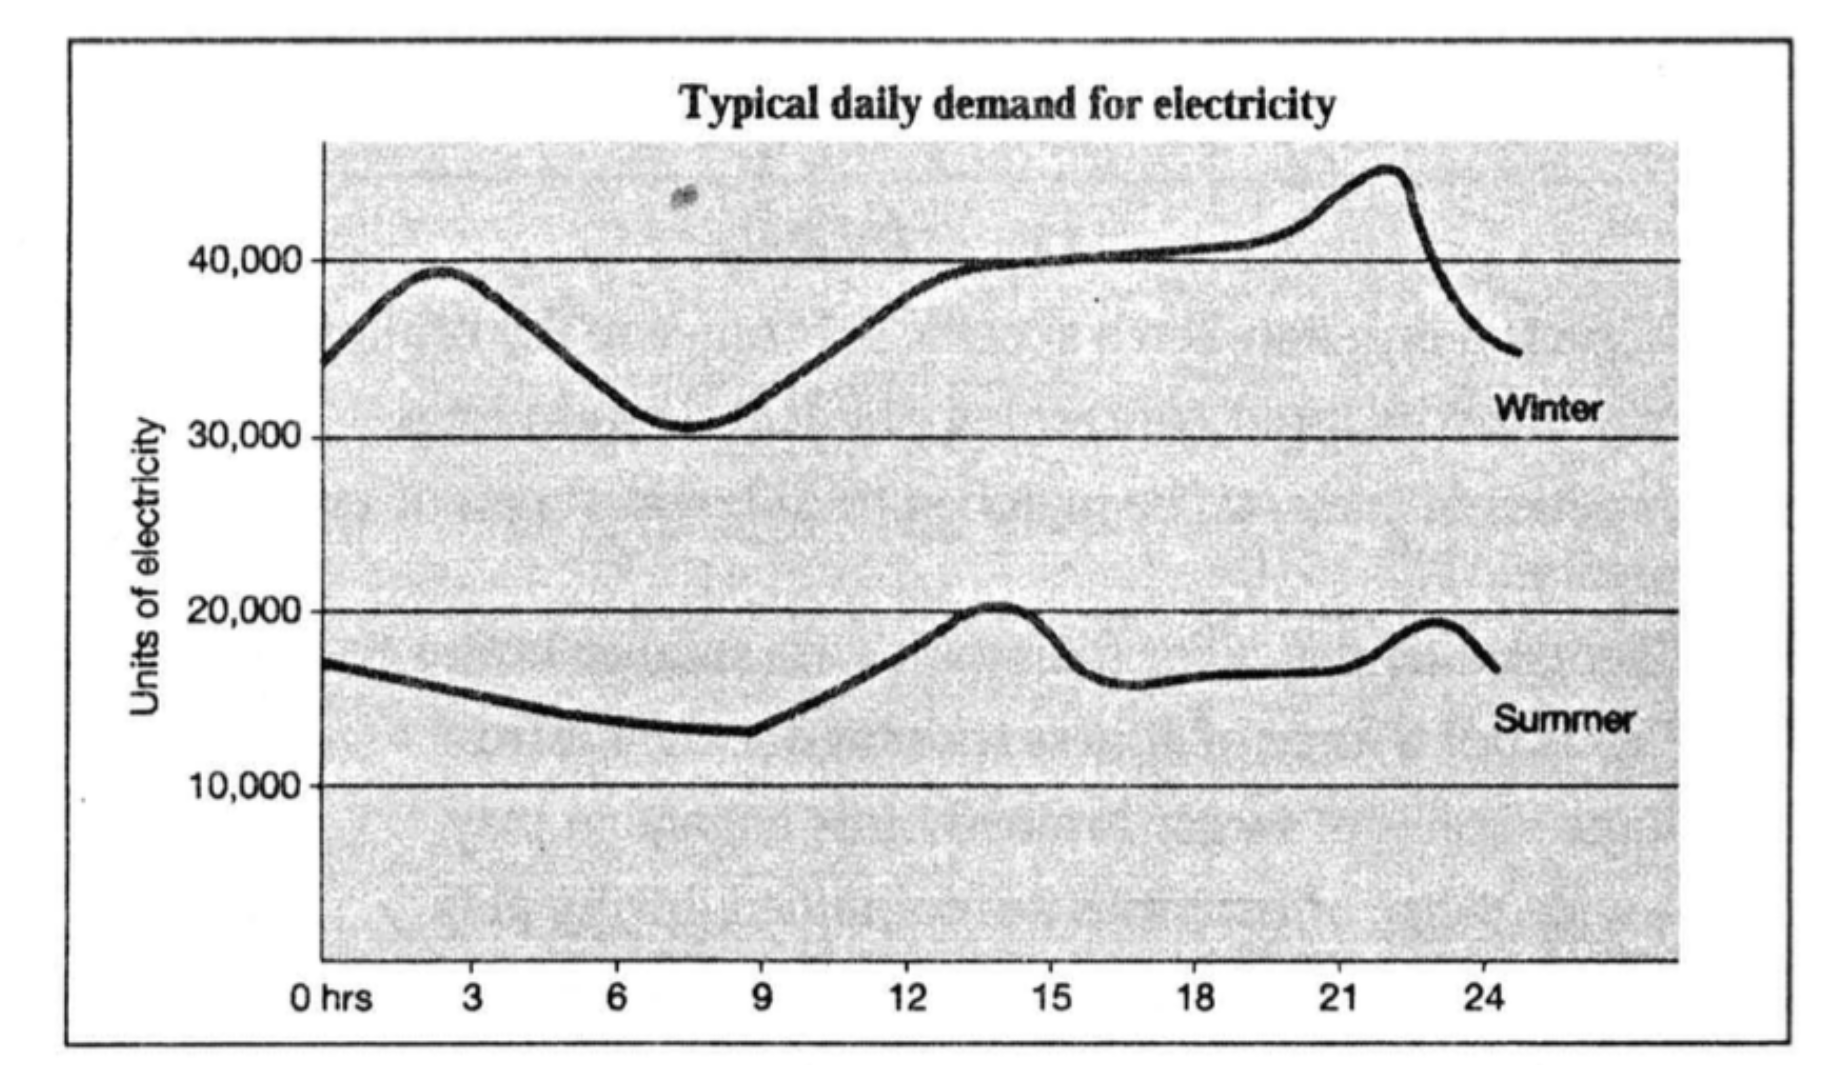 Typical daily demand for electricity
Units of electricity
40,000
30,000
20,000
10,000
Winter
Summer
0 hrs 3 6 9 12 15 18 21 24